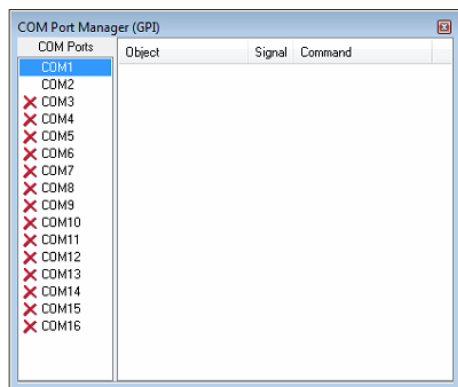 COM Port Manager (GPI)
COM Ports
Object Signal Command
COM1
COM2
COM3
COM4
COM5
COM6
COM7
COM8
COM9
COM10
COM11
COM12
COM13
COM14
COM15
COM16